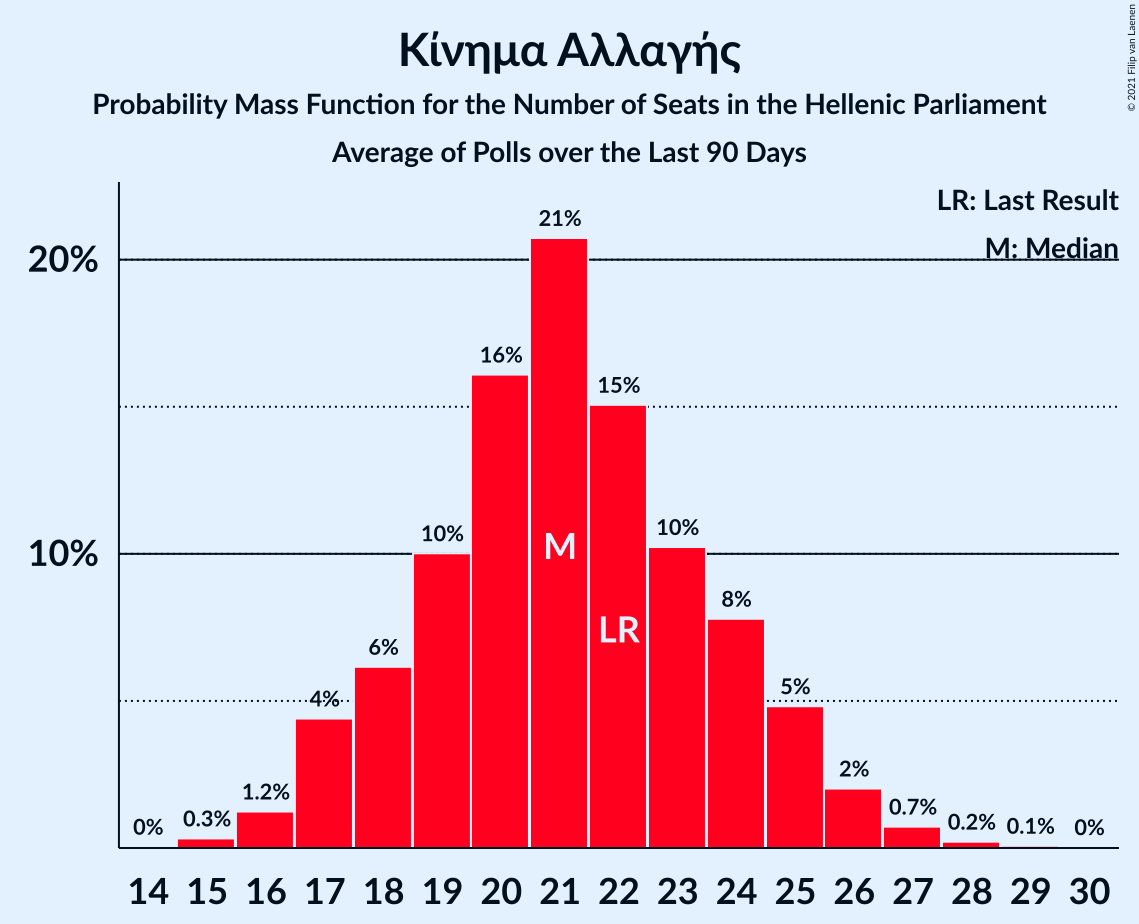 Κίνημα Αλλαγής
Probability Mass Function for the Number of Seats in the Hellenic Parliament
Average of Polls over the Last 90 Days
© 2021 Filip van Laenen
LR: Last Result
M: Median
20%
10%
0%
0.3%
1.2%
4%
6%
10%
16%
21%
15%
10%
8%
5%
2%
0.7%
0.2%
0.1%
0%
M
LR
14 15 16 17 18 19 20 21 22 23 24 25 26 27 28 29 30